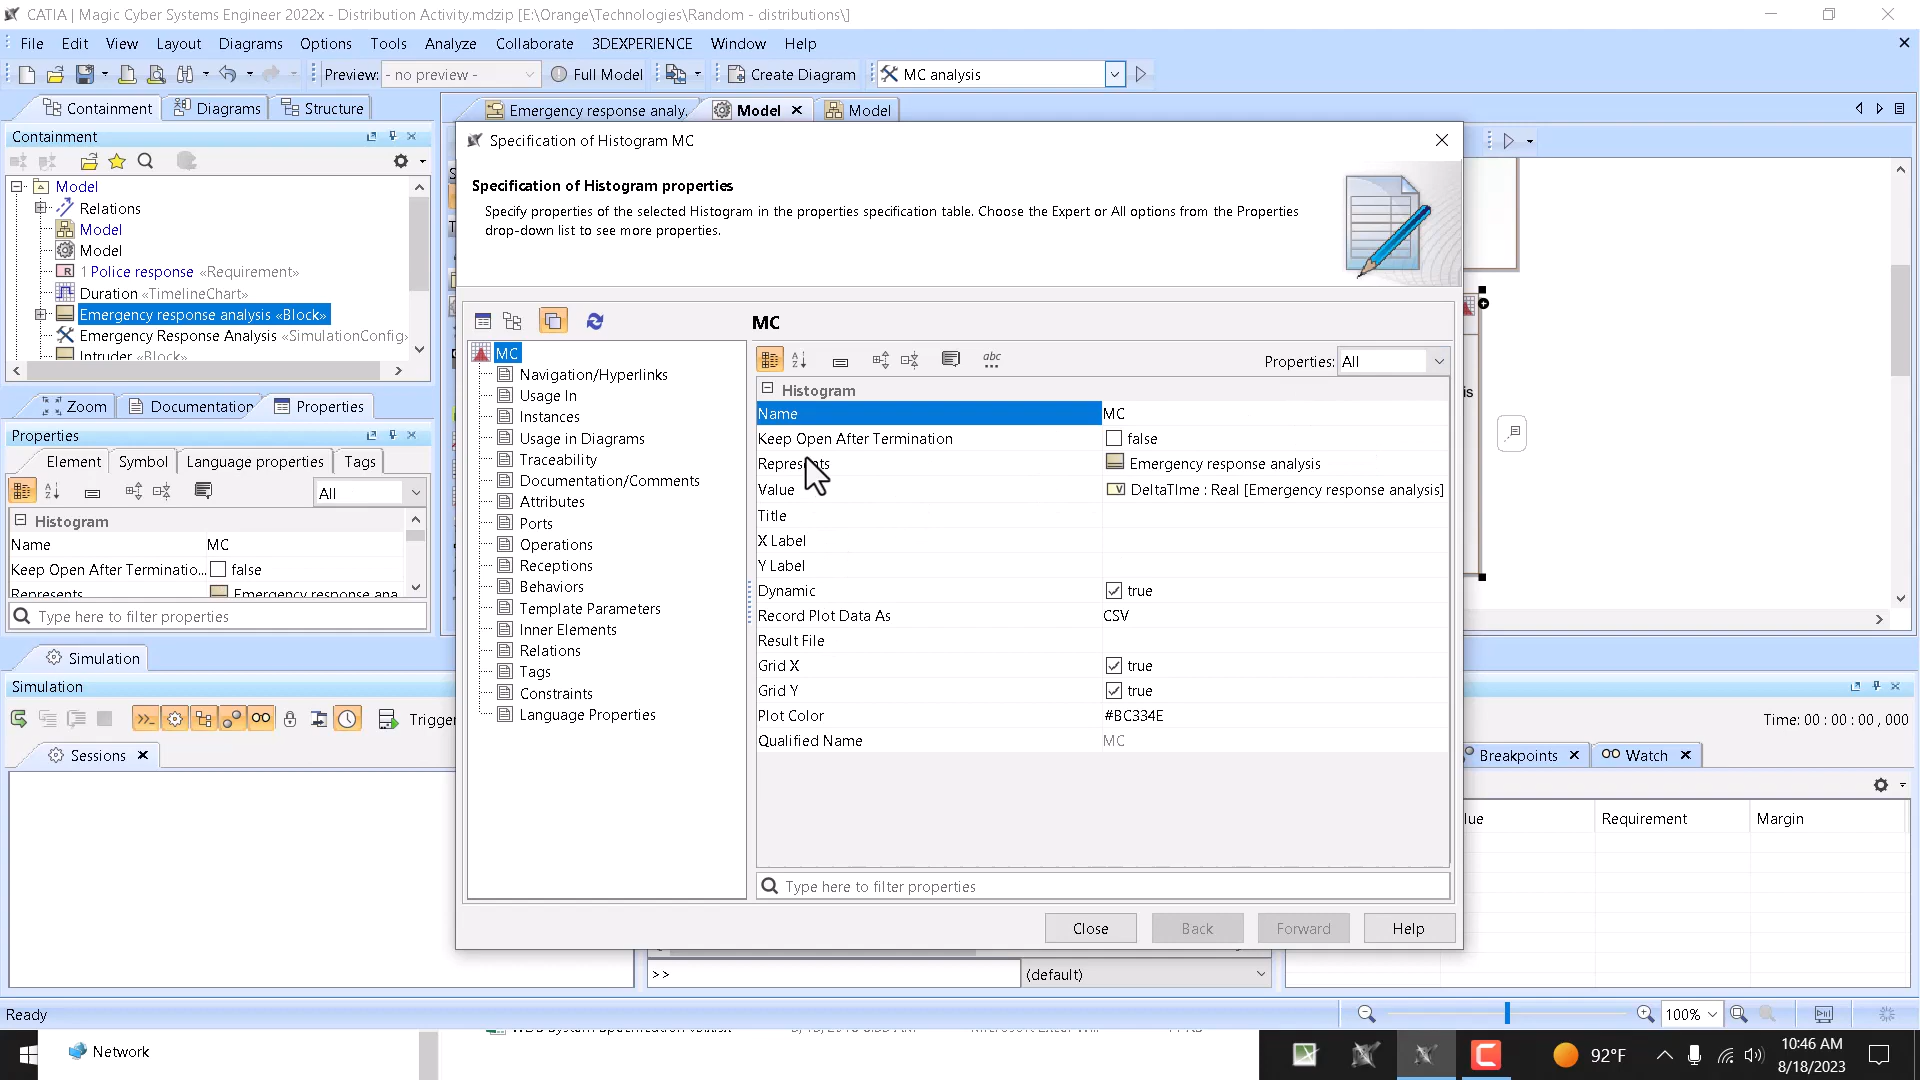 CATIA | Magic Cyber Systems Engineer 2022x - Distribution Activity.mdzip [E:\Orange\Technologies\Random - distributions\]
File Edit View Layout Diagrams Options Tools Analyze Collaborate 3DEXPERIENCE Window Help
Preview: - no preview - Full Model Create Diagram MC analysis
Containment Diagrams Structure
Emergency response analy. Model Model
Containment
Model
Relations
Model
Model
1 Police response «Requirement»
Duration «TimelineChart»
Emergency response analysis «Block»
Emergency Response Analysis «SimulationConfig»
Intruder «Block»
Zoom Documentation Properties
Properties
Element Symbol Language properties Tags
All
Histogram
Name MC
Keep Open After Terminatio... false
Represents Emergency response ana
Type here to filter properties
Simulation
Simulation
Trigger
Sessions
Specification of Histogram MC
Specification of Histogram properties
Specify properties of the selected Histogram in the properties specification table. Choose the Expert or All options from the Properties
drop-down list to see more properties.
MC
Navigation/Hyperlinks
Usage In
Instances
Usage in Diagrams
Traceability
Documentation/Comments
Attributes
Ports
Operations
Receptions
Behaviors
Template Parameters
Inner Elements
Relations
Tags
Constraints
Language Properties
MC
abc Properties: All
Histogram
Name MC
Keep Open After Termination false
Represents Emergency response analysis
Value DeltaTIme : Real [Emergency response analysis]
Title
X Label
Y Label
Dynamic true
Record Plot Data As CSV
Result File
Grid X true
Grid Y true
Plot Color #BC334E
Qualified Name MC
Type here to filter properties
Close Back Forward Help
is
Time: 00 : 00 : 00 , 000
Breakpoints Watch
lue Requirement Margin
>> (default)
Ready
100%
Network
92°F
10:46 AM
8/18/2023